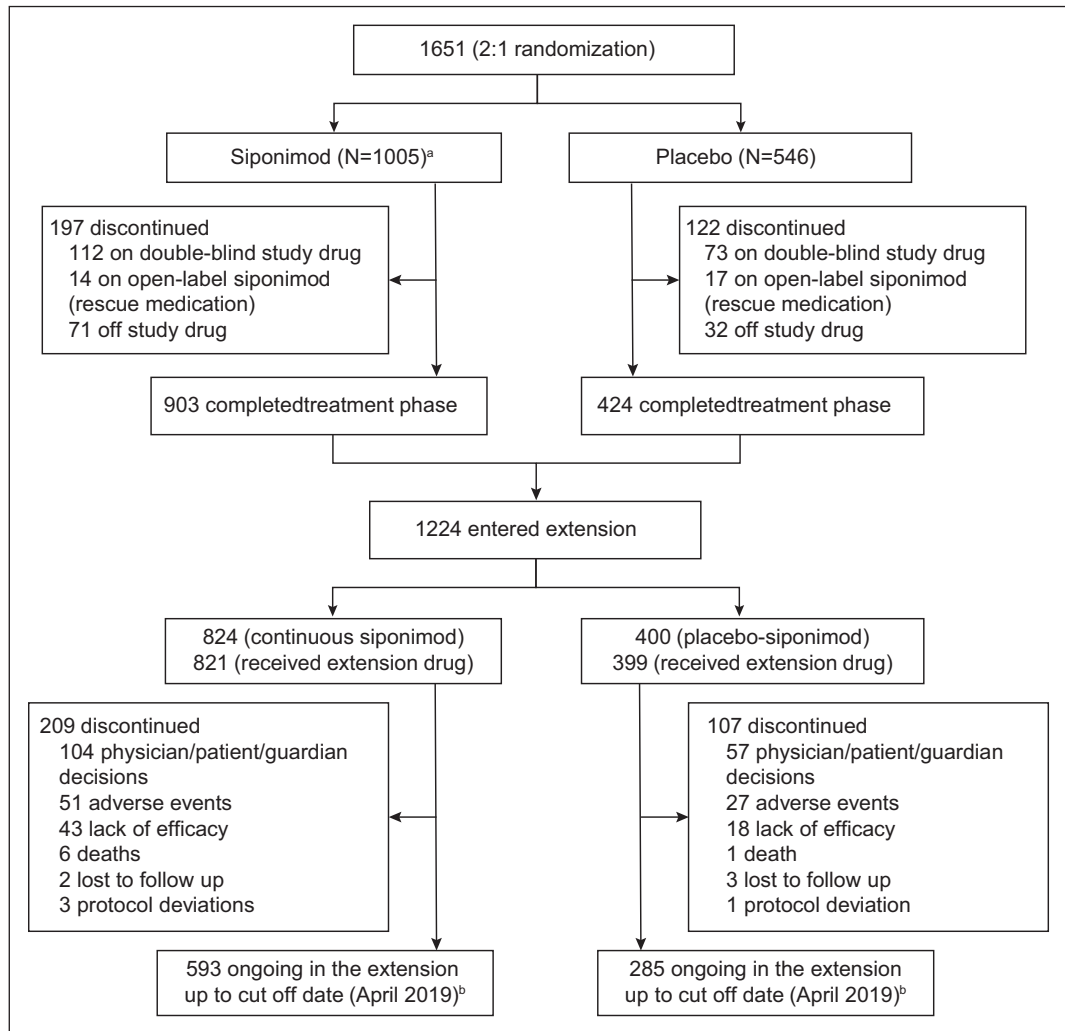 1651 (2:1 randomization)
Siponimod (N=1005)ᵃ
Placebo (N=546)
197 discontinued
112 on double-blind study drug
14 on open-label siponimod
(rescue medication)
71 off study drug
122 discontinued
73 on double-blind study drug
17 on open-label siponimod
(rescue medication)
32 off study drug
903 completedtreatment phase
424 completedtreatment phase
1224 entered extension
824 (continuous siponimod)
821 (received extension drug)
400 (placebo-siponimod)
399 (received extension drug)
209 discontinued
104 physician/patient/guardian
decisions
51 adverse events
43 lack of efficacy
6 deaths
2 lost to follow up
3 protocol deviations
107 discontinued
57 physician/patient/guardian
decisions
27 adverse events
18 lack of efficacy
1 death
3 lost to follow up
1 protocol deviation
593 ongoing in the extension
up to cut off date (April 2019)ᵇ
285 ongoing in the extension
up to cut off date (April 2019)ᵇ